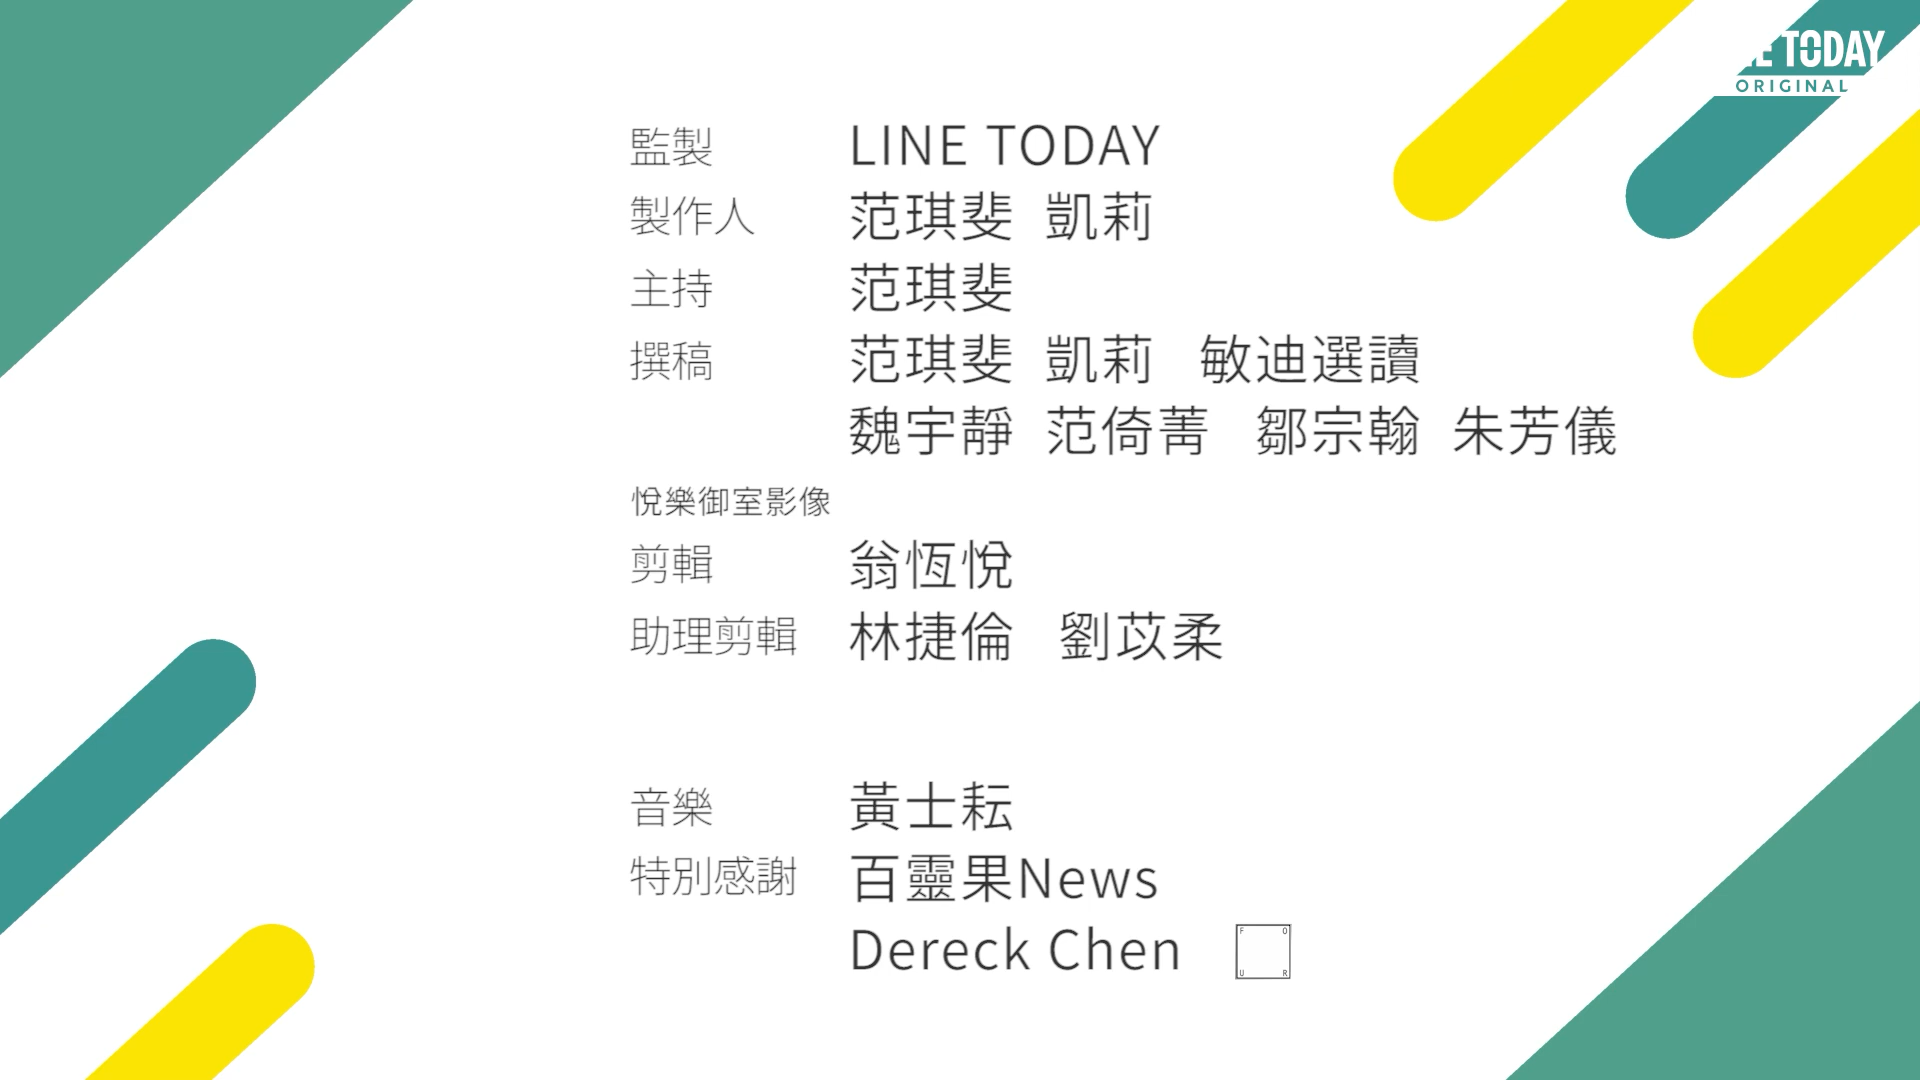 LINE TODAY
ORIGINAL
監製 LINE TODAY
製作人 范琪斐 凱莉
主持 范琪斐
撰稿 范琪斐 凱莉 敏迪選讀
魏宇靜 范倚菁 鄒宗翰 朱芳儀
悅樂御室影像
剪輯 翁恆悅
助理剪輯 林捷倫 劉苡柔
音樂 黃士耘
特別感謝 百靈果News
Dereck Chen
F O
U R